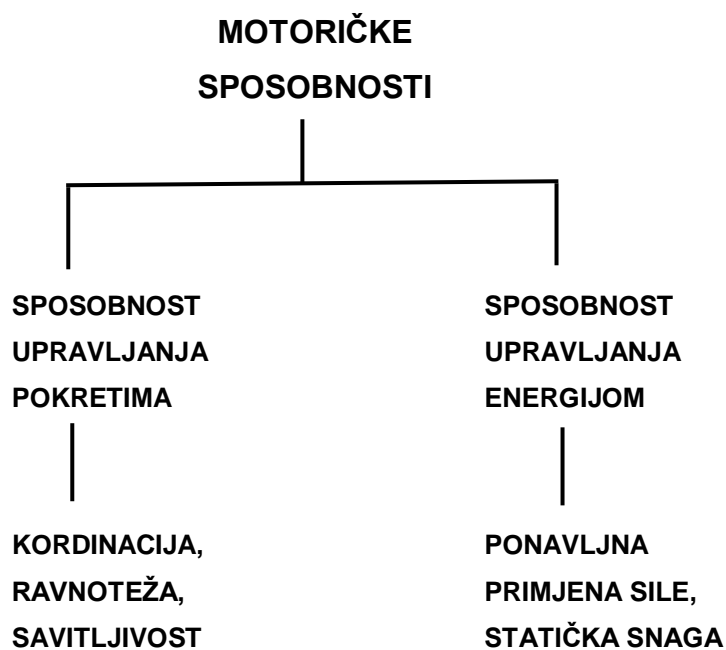 MOTORIČKE
SPOSOBNOSTI
SPOSOBNOST
UPRAVLJANJA
POKRETIMA
SPOSOBNOST
UPRAVLJANJA
ENERGIJOM
KORDINACIJA,
RAVNOTEŽA,
SAVITLJIVOST
PONAVLJNA
PRIMJENA SILE,
STATIČKA SNAGA